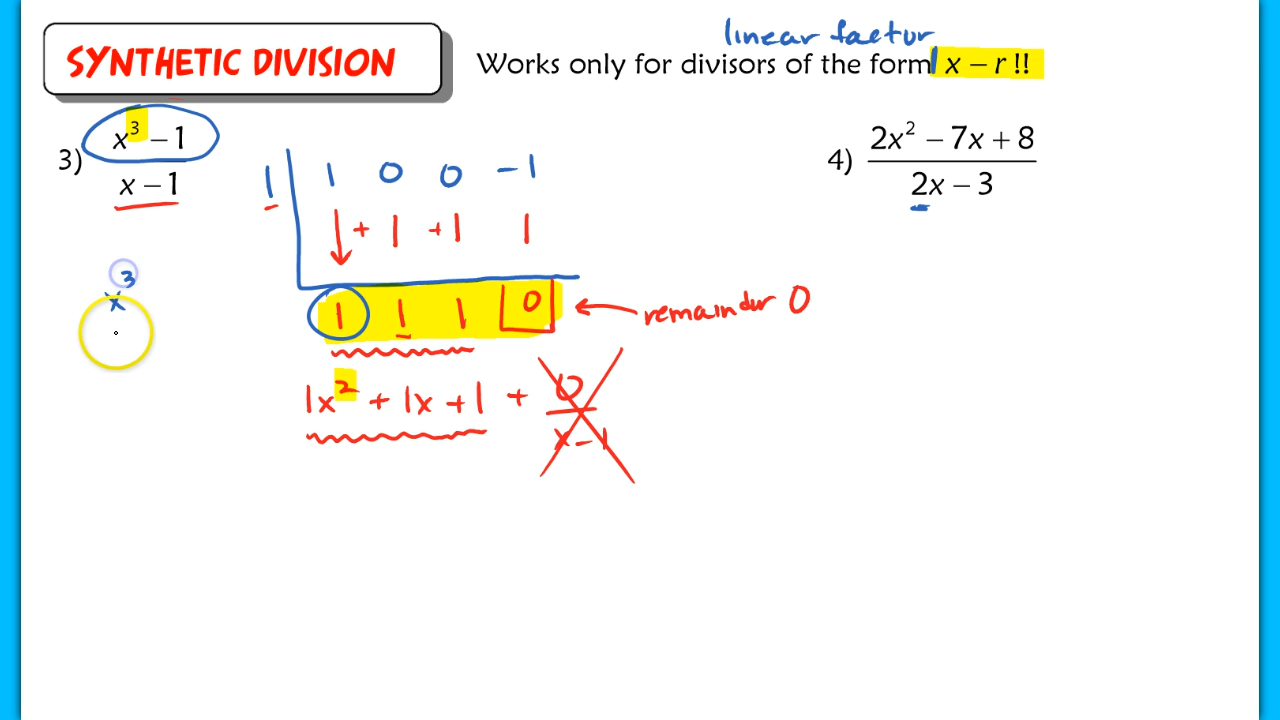 SYNTHETIC DIVISION
linear factor
Works only for divisors of the form x – r !!
3) x³ – 1
x – 1
1 1 0 0 -1
+ 1 + 1 1
1 1 1 0 ← remainder 0
x³
1x² + 1x + 1 + 0
x - 1
4) 2x² – 7x + 8
2x – 3